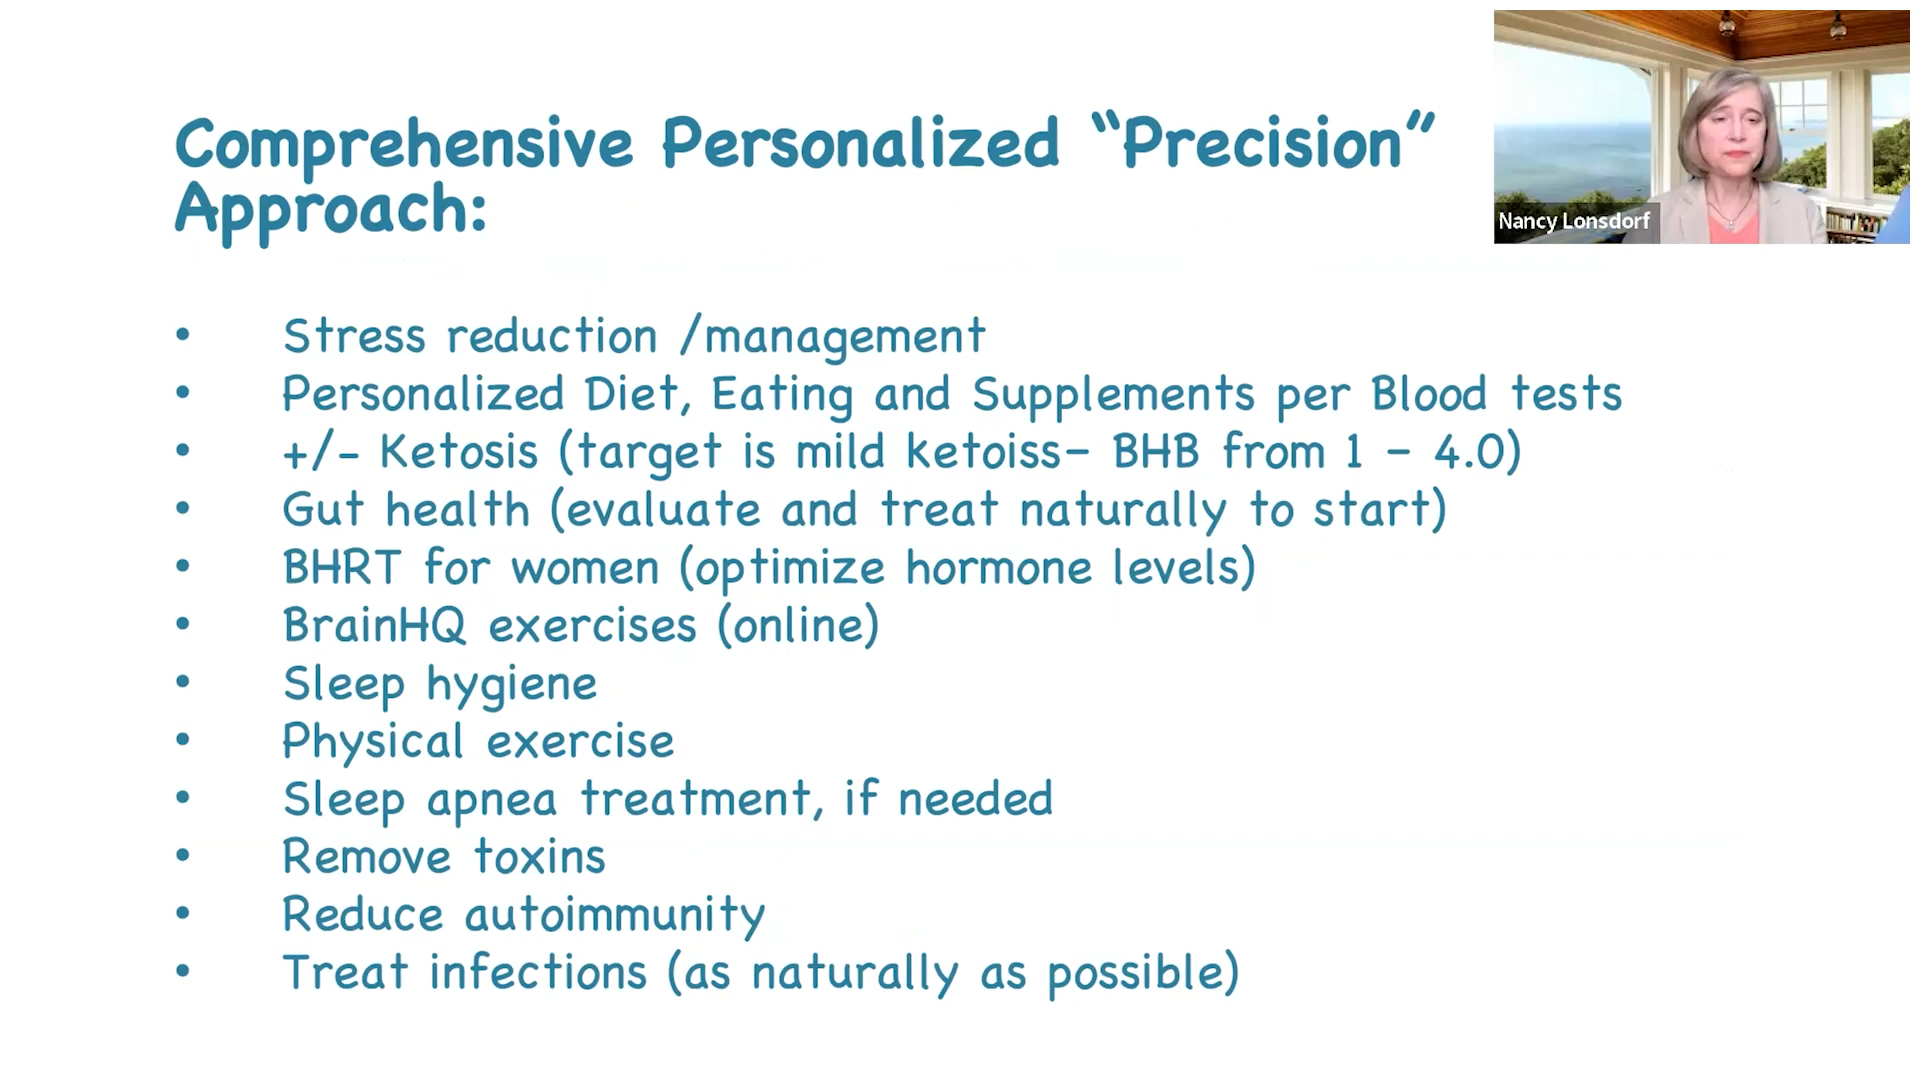 Comprehensive Personalized “Precision”
Approach:
Nancy Lonsdorf
• Stress reduction /management
• Personalized Diet, Eating and Supplements per Blood tests
• +/- Ketosis (target is mild ketoiss– BHB from 1 – 4.0)
• Gut health (evaluate and treat naturally to start)
• BHRT for women (optimize hormone levels)
• BrainHQ exercises (online)
• Sleep hygiene
• Physical exercise
• Sleep apnea treatment, if needed
• Remove toxins
• Reduce autoimmunity
• Treat infections (as naturally as possible)